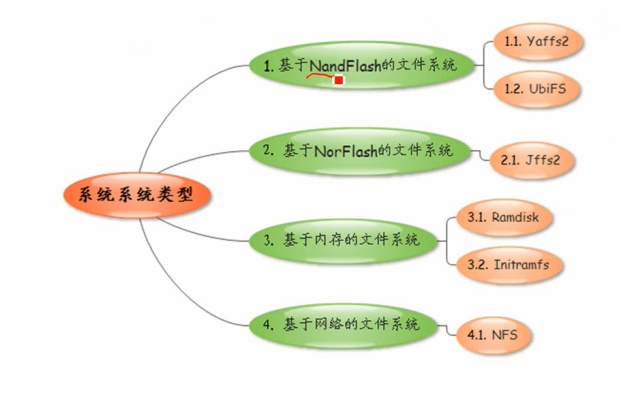 系统系统类型
1. 基于NandFlash的文件系统
1.1. Yaffs2
1.2. UbiFS
2. 基于NorFlash的文件系统
2.1. Jffs2
3. 基于内存的文件系统
3.1. Ramdisk
3.2. Initramfs
4. 基于网络的文件系统
4.1. NFS